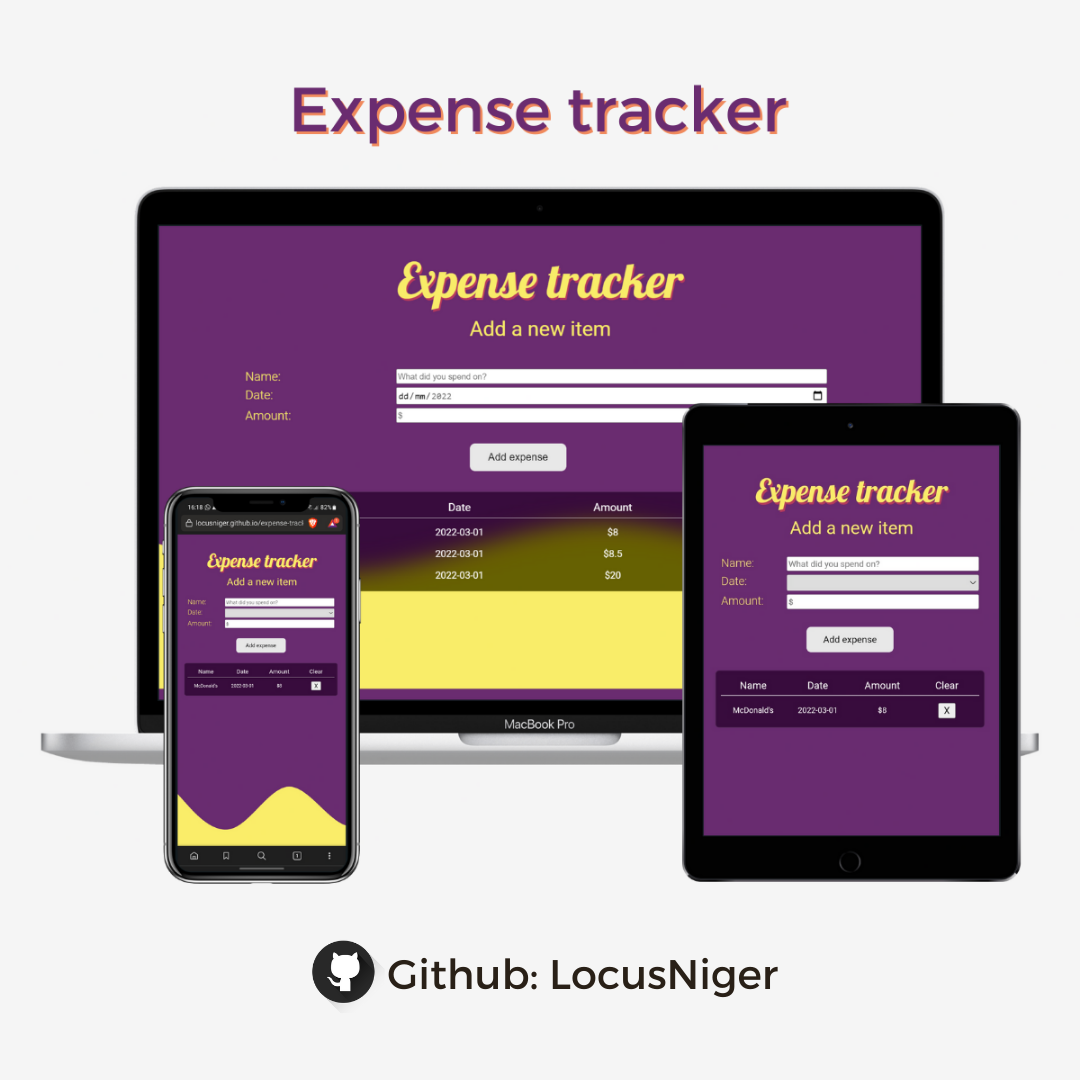 Expense tracker
Expense tracker
Add a new item
Name:
What did you spend on?
Date:
dd/mm/2022
Amount:
$
Add expense
Date Amount
2022-03-01 $8
2022-03-01 $8.5
2022-03-01 $20
MacBook Pro
16:18 82%
locusniger.github.io/expense-tracl
Expense tracker
Add a new item
Name:
What did you spend on?
Date:
Amount:
$
Add expense
Name Date Amount Clear
McDonald's 2022-03-01 $8 X
1
Expense tracker
Add a new item
Name:
What did you spend on?
Date:
Amount:
$
Add expense
Name Date Amount Clear
McDonald's 2022-03-01 $8 X
Github: LocusNiger